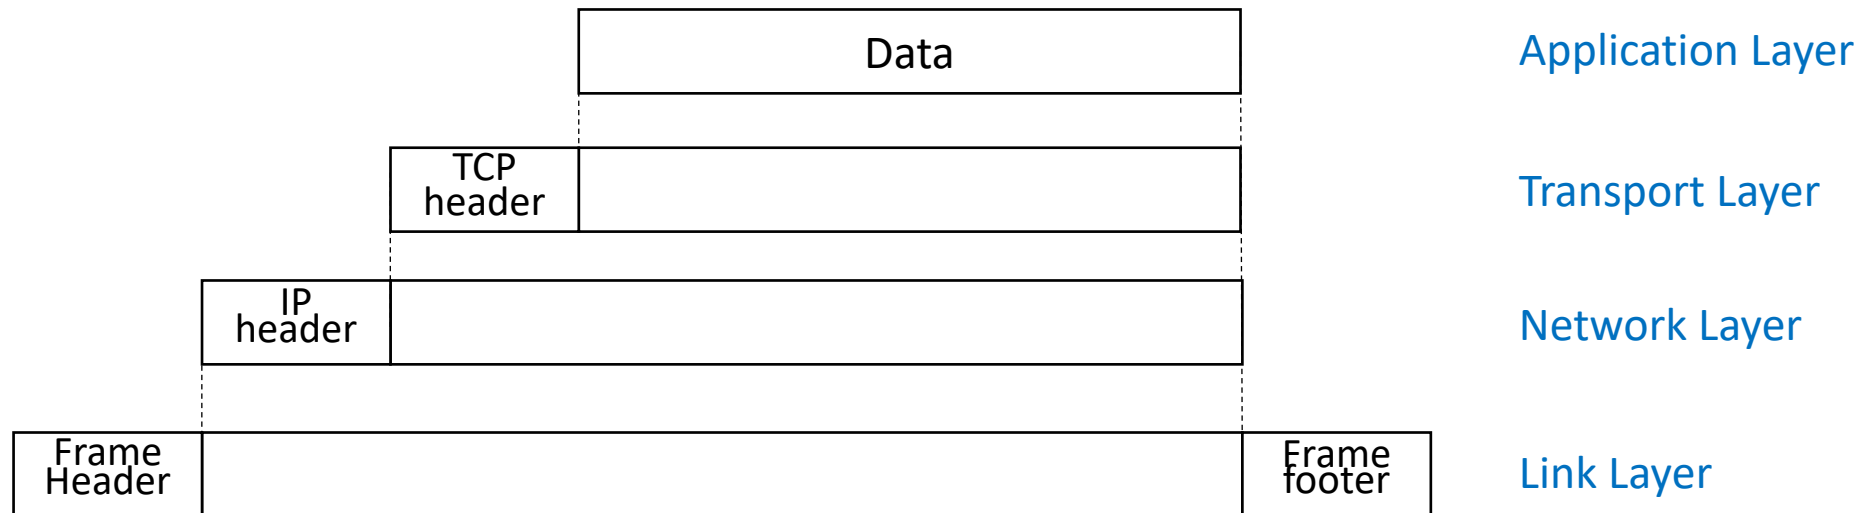 Data
Application Layer
TCP
header
Transport Layer
IP
header
Network Layer
Frame
Header
Frame
footer
Link Layer